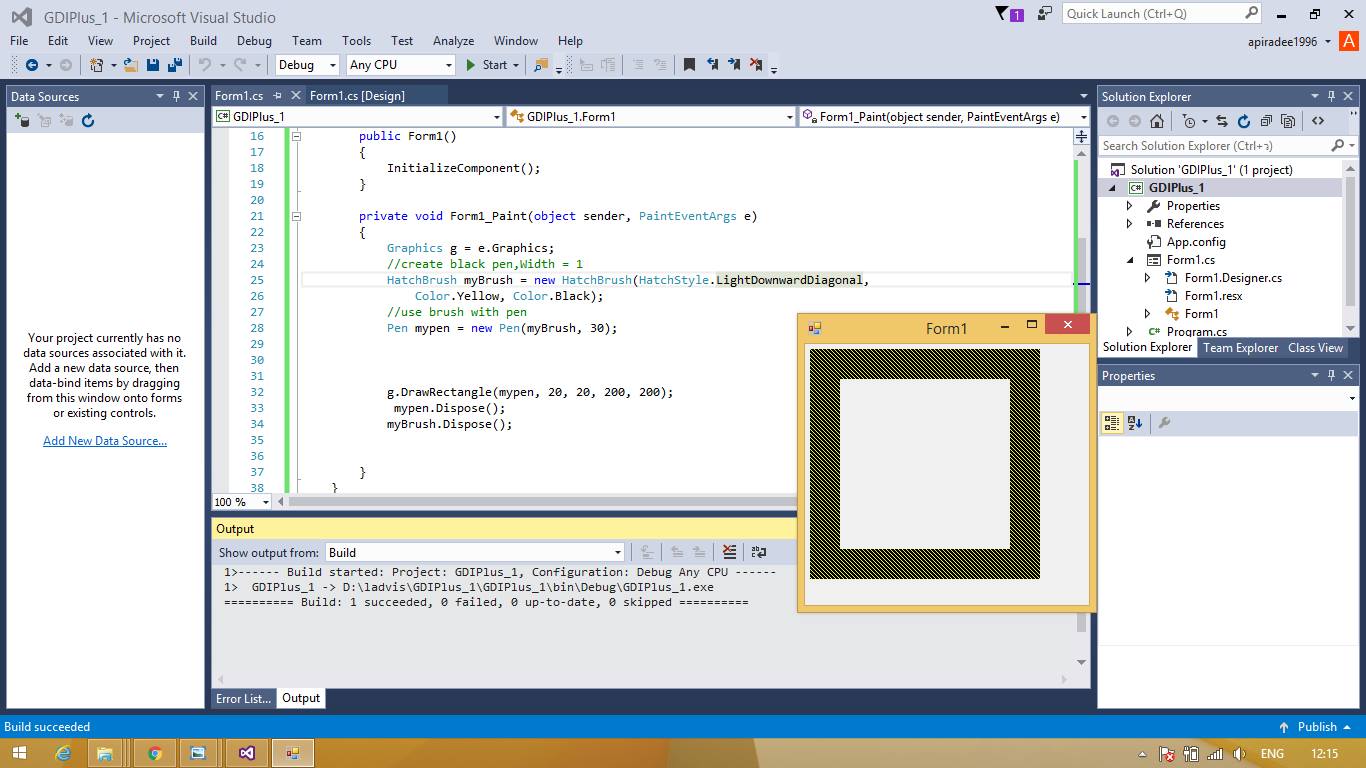 GDIPlus_1 - Microsoft Visual Studio
1
Quick Launch (Ctrl+Q)
File Edit View Project Build Debug Team Tools Test Analyze Window Help
apiradee1996
A
Debug
Any CPU
Start
Data Sources
Your project currently has no
data sources associated with it.
Add a new data source, then
data-bind items by dragging
from this window onto forms
or existing controls.
Add New Data Source...
Form1.cs
Form1.cs [Design]
GDIPlus_1
GDIPlus_1.Form1
Form1_Paint(object sender, PaintEventArgs e)
16 public Form1()
17 {
18 InitializeComponent();
19 }
20
21 private void Form1_Paint(object sender, PaintEventArgs e)
22 {
23 Graphics g = e.Graphics;
24 //create black pen,Width = 1
25 HatchBrush myBrush = new HatchBrush(HatchStyle.LightDownwardDiagonal,
26 Color.Yellow, Color.Black);
27 //use brush with pen
28 Pen mypen = new Pen(myBrush, 30);
29
30
31
32 g.DrawRectangle(mypen, 20, 20, 200, 200);
33 mypen.Dispose();
34 myBrush.Dispose();
35
36
37 }
38 }
100 %
Output
Show output from: Build
1>------ Build started: Project: GDIPlus_1, Configuration: Debug Any CPU ------
1> GDIPlus_1 -> D:\ladvis\GDIPlus_1\GDIPlus_1\bin\Debug\GDIPlus_1.exe
========== Build: 1 succeeded, 0 failed, 0 up-to-date, 0 skipped ==========
Error List...
Output
Form1
Solution Explorer
Search Solution Explorer (Ctrl+ว)
Solution 'GDIPlus_1' (1 project)
GDIPlus_1
Properties
References
App.config
Form1.cs
Form1.Designer.cs
Form1.resx
Form1
Program.cs
Solution Explorer Team Explorer Class View
Properties
Build succeeded
Publish
ENG 12:15